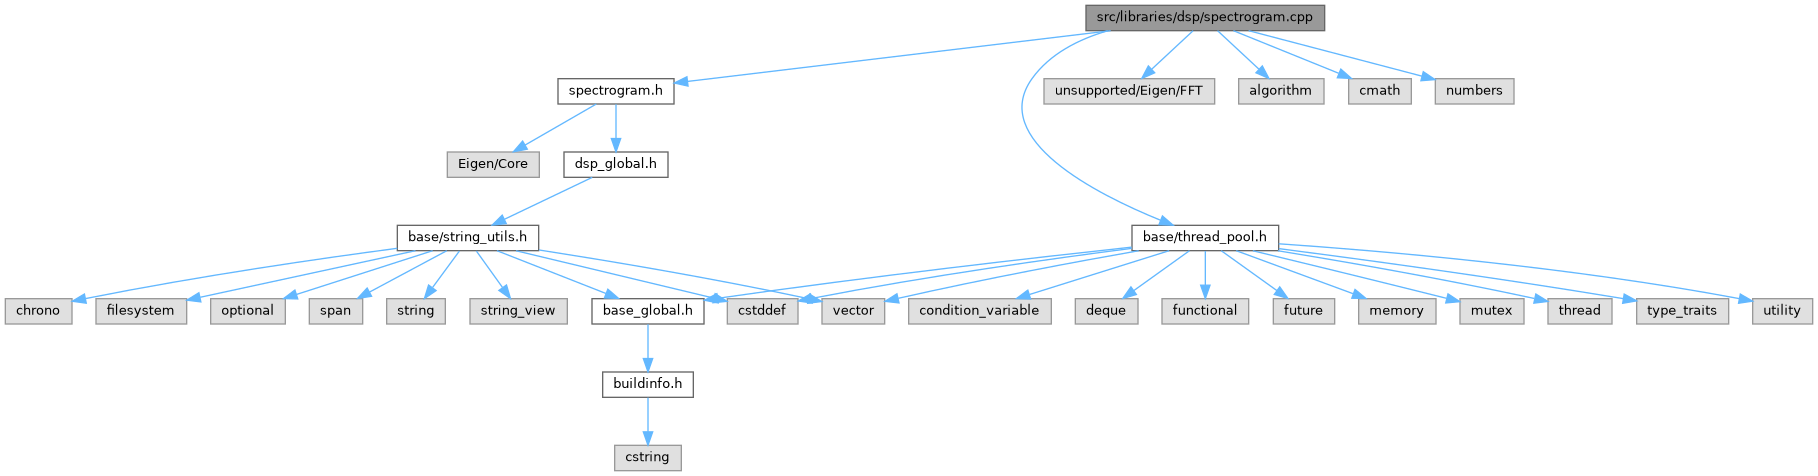 src/libraries/dsp/spectrogram.cpp
spectrogram.h
unsupported/Eigen/FFT
algorithm
cmath
numbers
Eigen/Core
dsp_global.h
base/string_utils.h
base/thread_pool.h
chrono
filesystem
optional
span
string
string_view
base_global.h
cstddef
vector
condition_variable
deque
functional
future
memory
mutex
thread
type_traits
utility
buildinfo.h
cstring